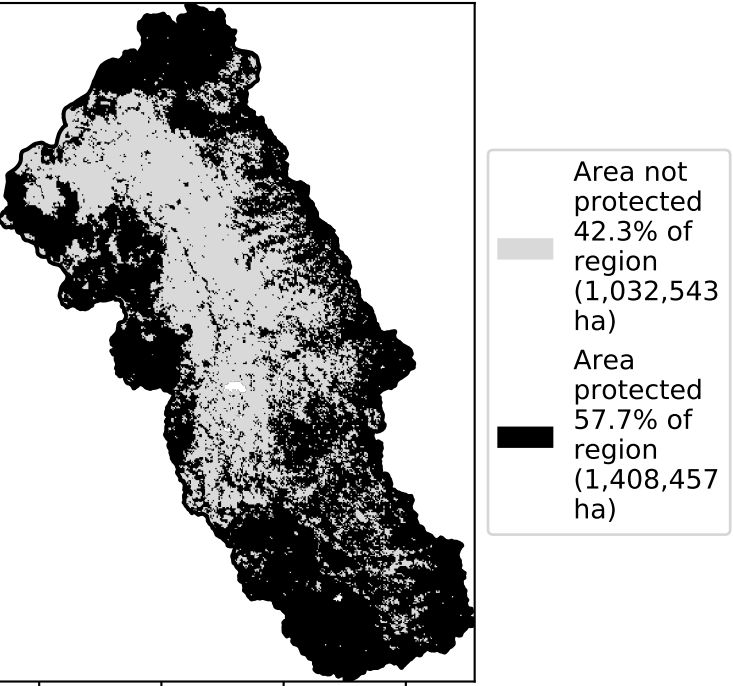 Area not
protected
42.3% of
region
(1,032,543
ha)
Area
protected
57.7% of
region
(1,408,457
ha)